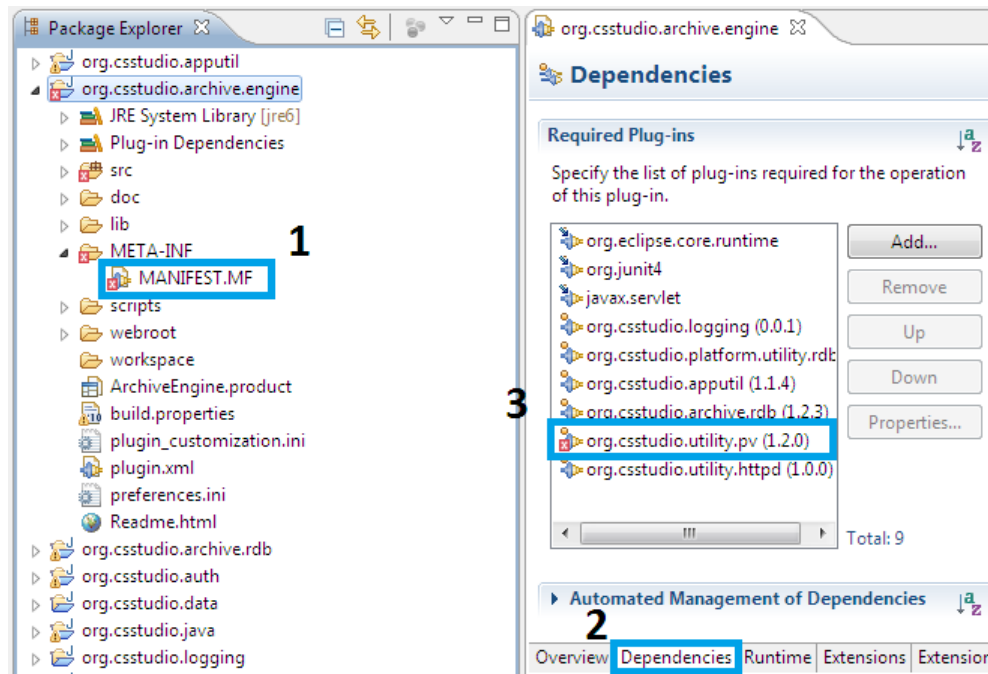 Package Explorer
org.csstudio.apputil
org.csstudio.archive.engine
JRE System Library [jre6]
Plug-in Dependencies
src
doc
lib
META-INF
1
MANIFEST.MF
scripts
webroot
workspace
ArchiveEngine.product
build.properties
plugin_customization.ini
plugin.xml
preferences.ini
Readme.html
org.csstudio.archive.rdb
org.csstudio.auth
org.csstudio.data
org.csstudio.java
org.csstudio.logging
org.csstudio.archive.engine
Dependencies
Required Plug-ins
Specify the list of plug-ins required for the operation
of this plug-in.
org.eclipse.core.runtime
org.junit4
javax.servlet
org.csstudio.logging (0.0.1)
org.csstudio.platform.utility.rdb
org.csstudio.apputil (1.1.4)
org.csstudio.archive.rdb (1.2.3)
3
org.csstudio.utility.pv (1.2.0)
org.csstudio.utility.httpd (1.0.0)
Add...
Remove
Up
Down
Properties...
Total: 9
Automated Management of Dependencies
2
Overview Dependencies Runtime Extensions Extension